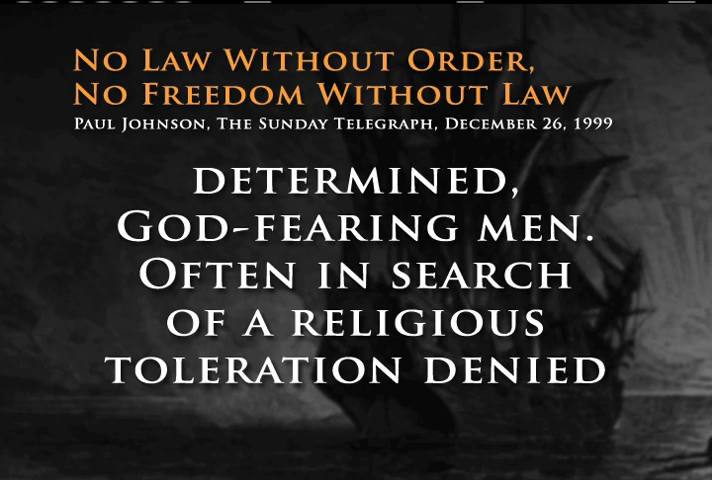 No Law Without Order,
No Freedom Without Law
Paul Johnson, The Sunday Telegraph, December 26, 1999
determined,
God-fearing men.
Often in search
of a religious
toleration denied